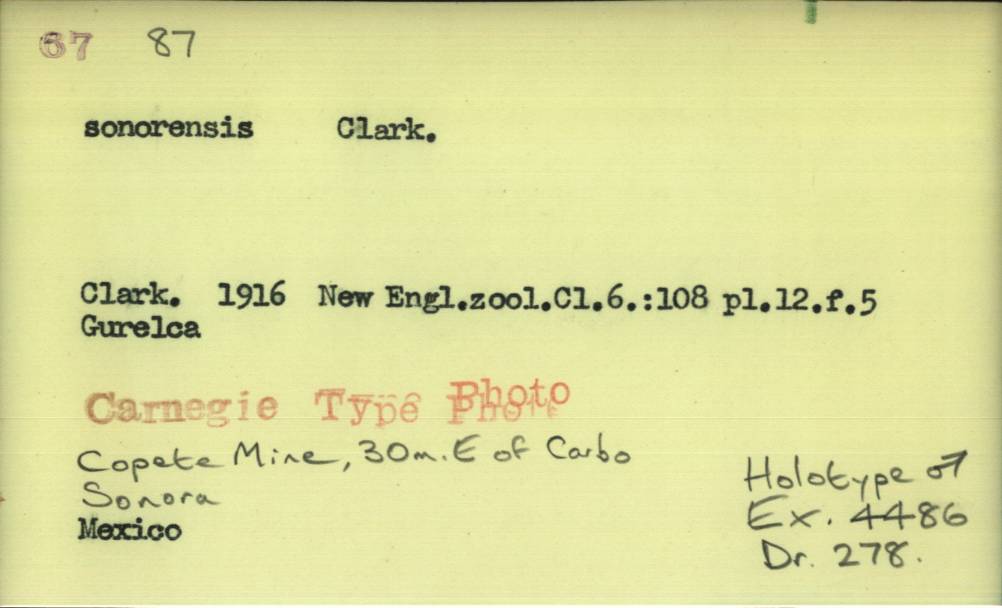 67 87
sonorensis Clark.
Clark. 1916 New Engl.zool.Cl.6.:108 pl.12.f.5
Gurelca
Carnegie Type Photo
Copete Mine, 30m. E of Carbo
Sonora
Mexico
Holotype ♂
Ex. 4486
Dr. 278.